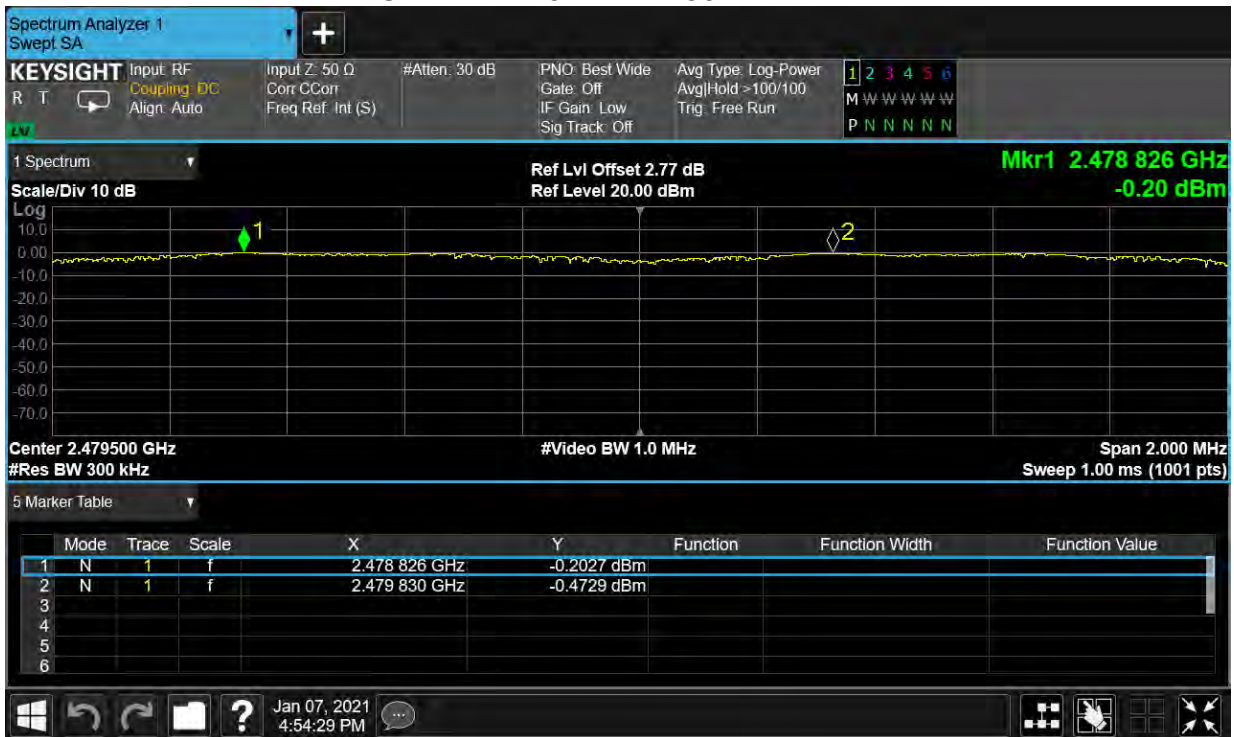 Spectrum Analyzer 1
Swept SA
+
KEYSIGHT Input: RF Input Z: 50 Ω #Atten: 30 dB PNO: Best Wide Avg Type: Log-Power 1 2 3 4 5 6
R T Coupling: DC Corr CCorr Gate: Off Avg|Hold >100/100 M W W W W W W
Align: Auto Freq Ref: Int (S) IF Gain: Low Trig: Free Run
LXI Sig Track: Off P N N N N N N
1 Spectrum Ref Lvl Offset 2.77 dB Mkr1 2.478 826 GHz
Scale/Div 10 dB Ref Level 20.00 dBm -0.20 dBm
Log
10.0
0.00
-10.0
-20.0
-30.0
-40.0
-50.0
-60.0
-70.0
1
2
Center 2.479500 GHz #Video BW 1.0 MHz Span 2.000 MHz
#Res BW 300 kHz Sweep 1.00 ms (1001 pts)
5 Marker Table
Mode Trace Scale X Y Function Function Width Function Value
1 N 1 f 2.478 826 GHz -0.2027 dBm
2 N 1 f 2.479 830 GHz -0.4729 dBm
3
4
5
6
? Jan 07, 2021
4:54:29 PM